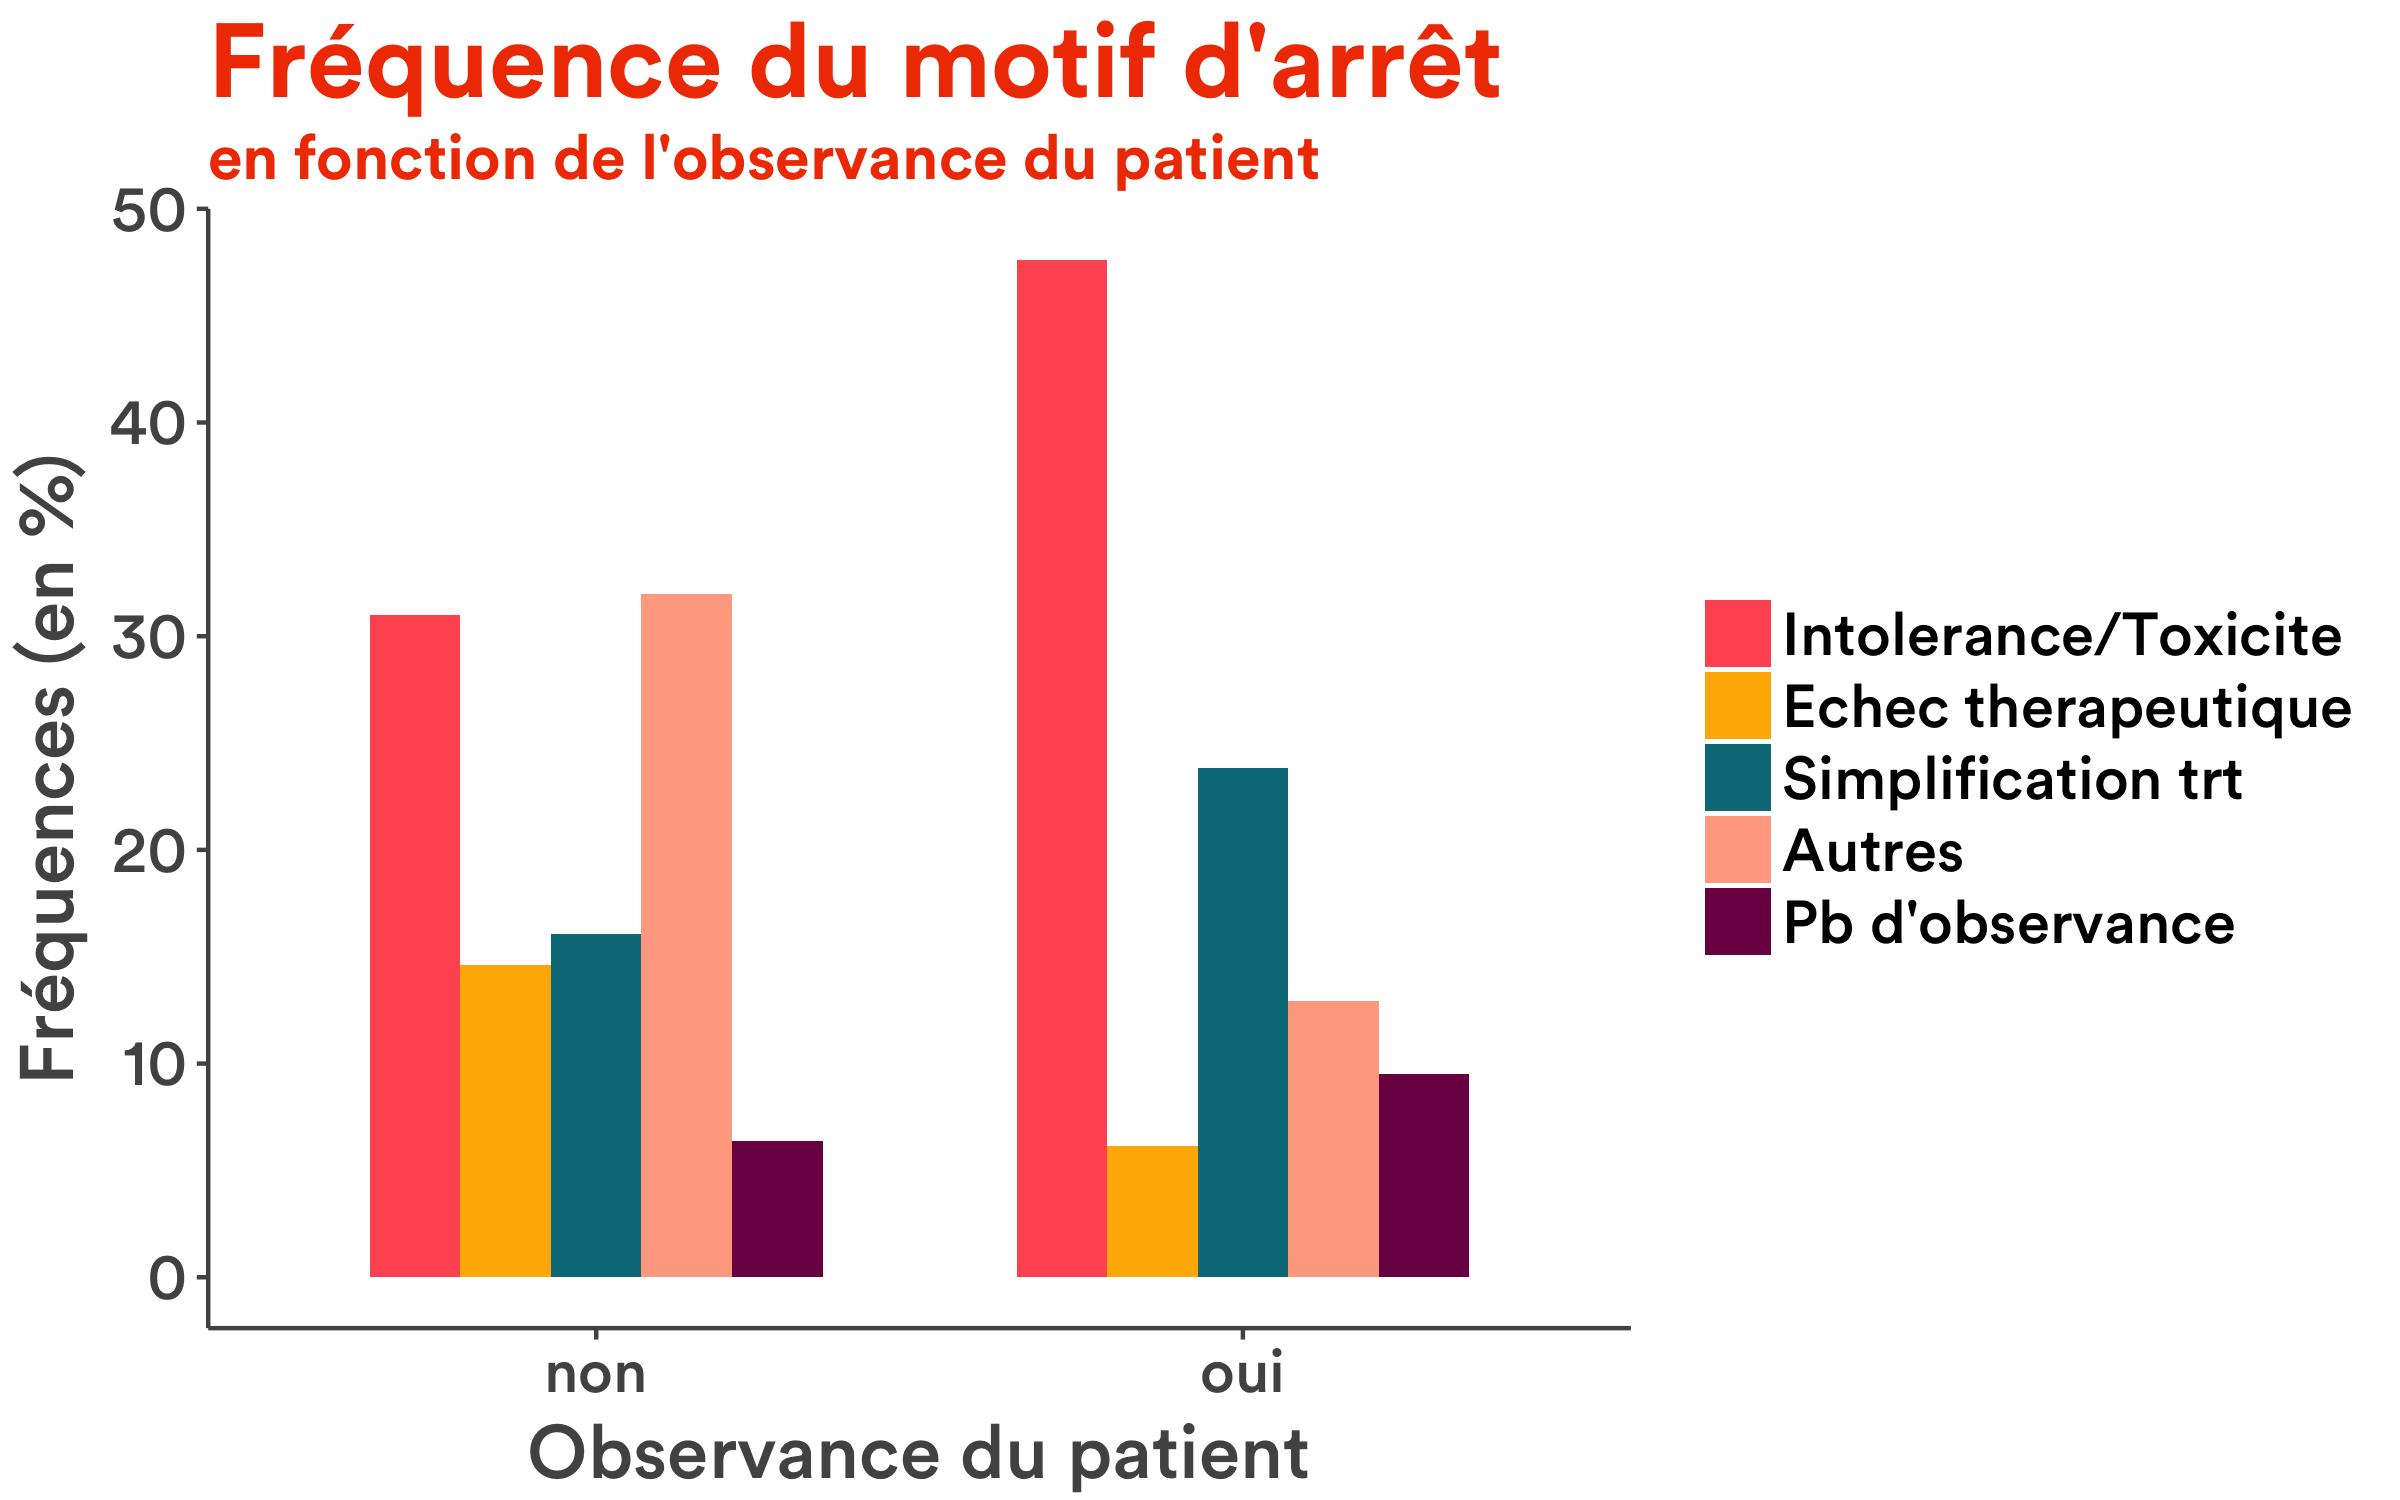 Fréquence du motif d'arrêt
en fonction de l'observance du patient
Fréquences (en %)
50
40
30
20
10
0
non
oui
Observance du patient
Intolerance/Toxicite
Echec therapeutique
Simplification trt
Autres
Pb d'observance